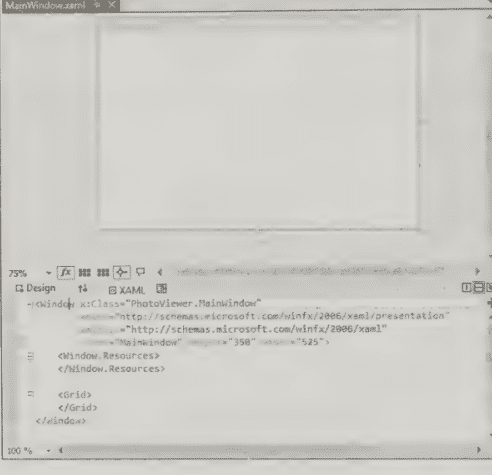 MainWindow.xaml
75%
fx
Design
XAML
<Window x:Class="PhotoViewer.MainWindow"
"http://schemas.microsoft.com/winfx/2006/xaml/presentation"
="http://schemas.microsoft.com/winfx/2006/xaml"
="MainWindow" ="350" ="525">
<Window.Resources>
</Window.Resources>
<Grid>
</Grid>
</Window>
100 %